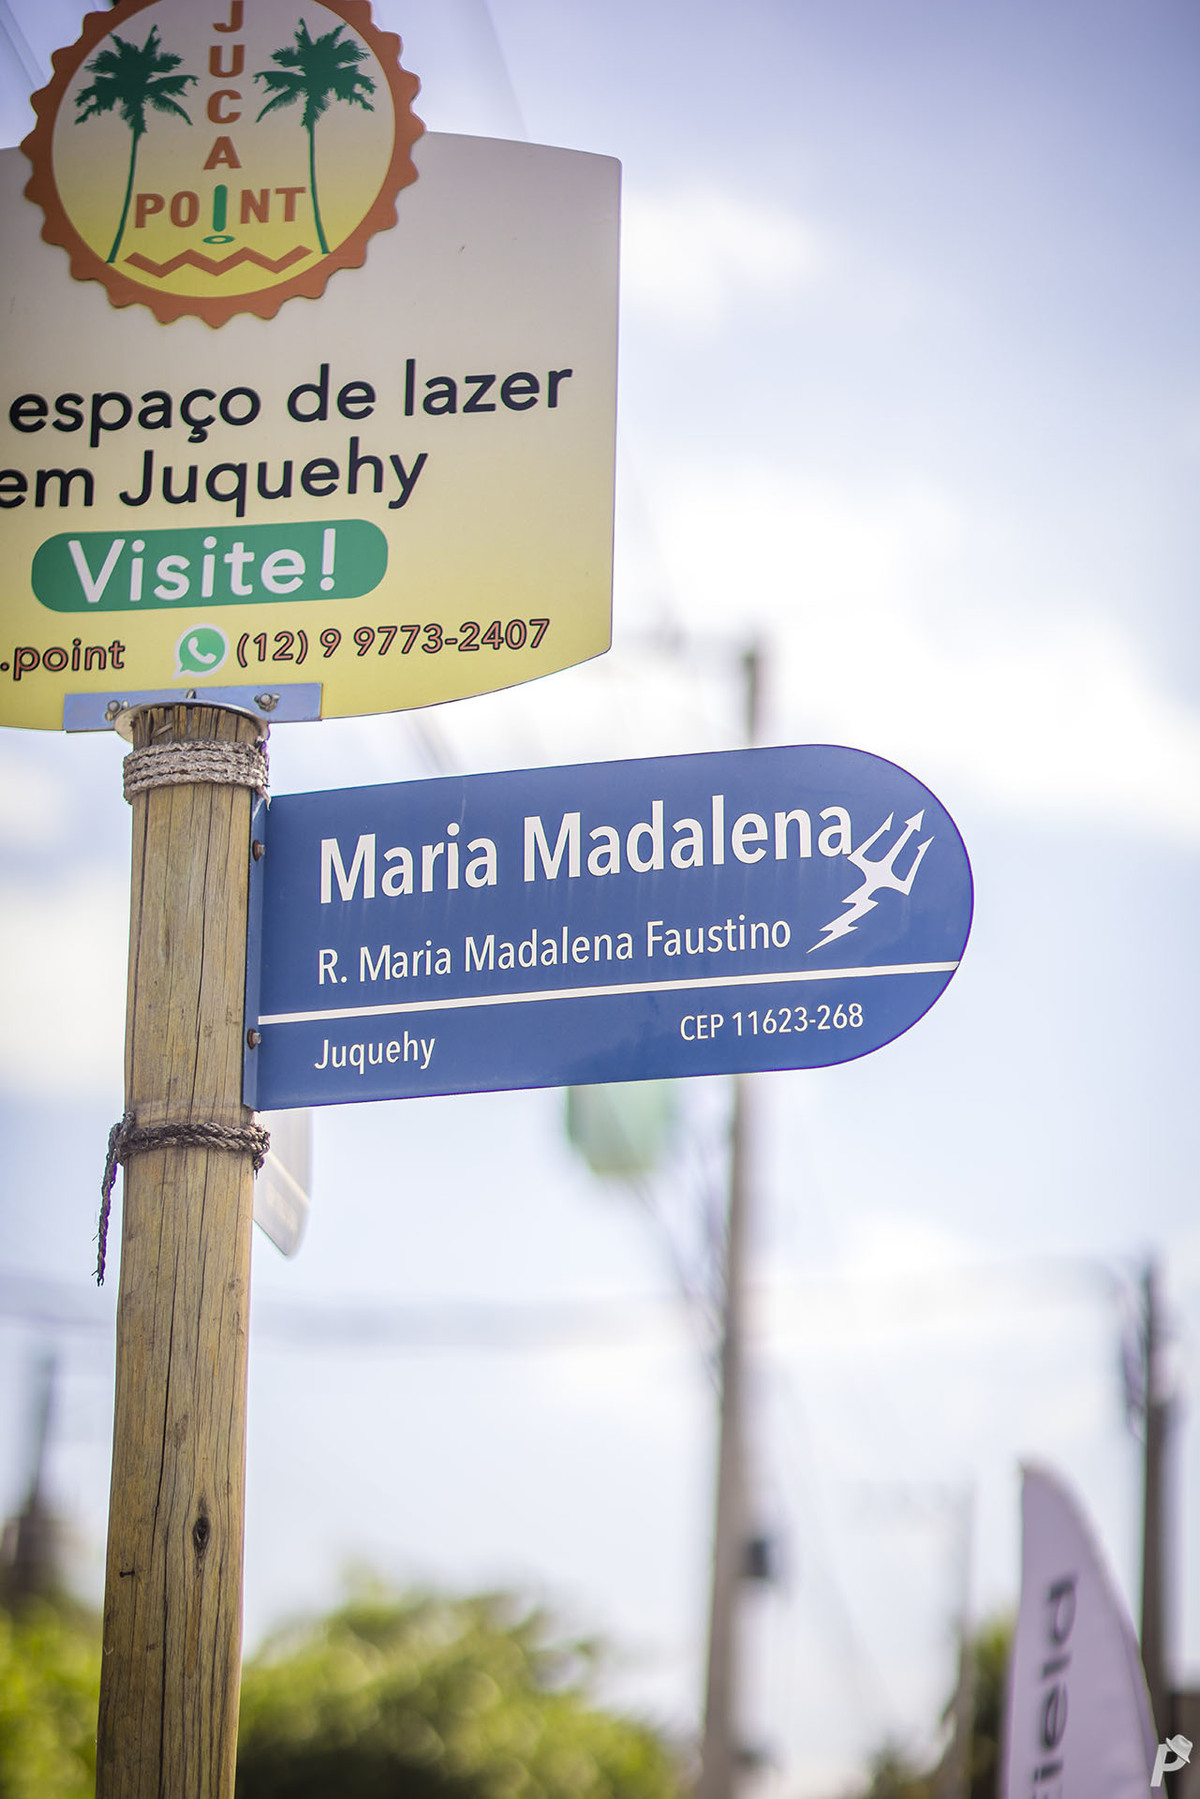 JUCA
POINT
espaço de lazer
em Juquehy
Visite!
.point (12) 9 9773-2407
Maria Madalena
R. Maria Madalena Faustino
Juquehy CEP 11623-268
field
P